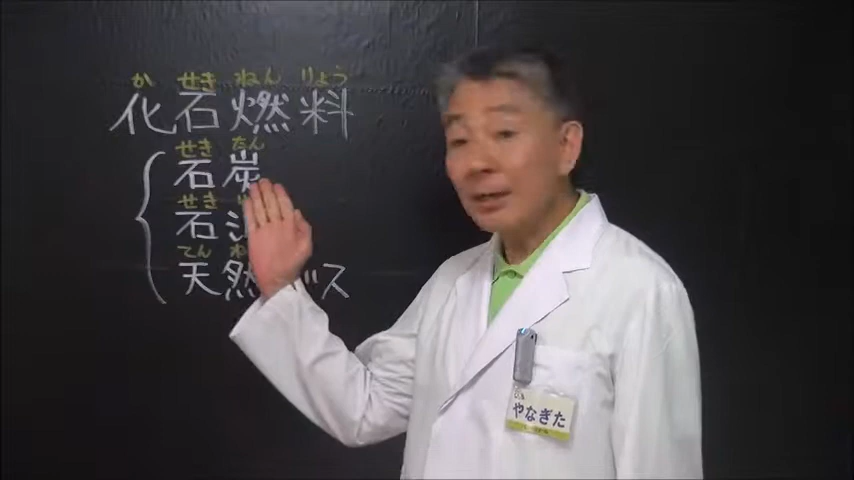 かせきねんりょう
化石燃料
せきたん
石炭
せき
石
てんね
天然 ス
やなぎた